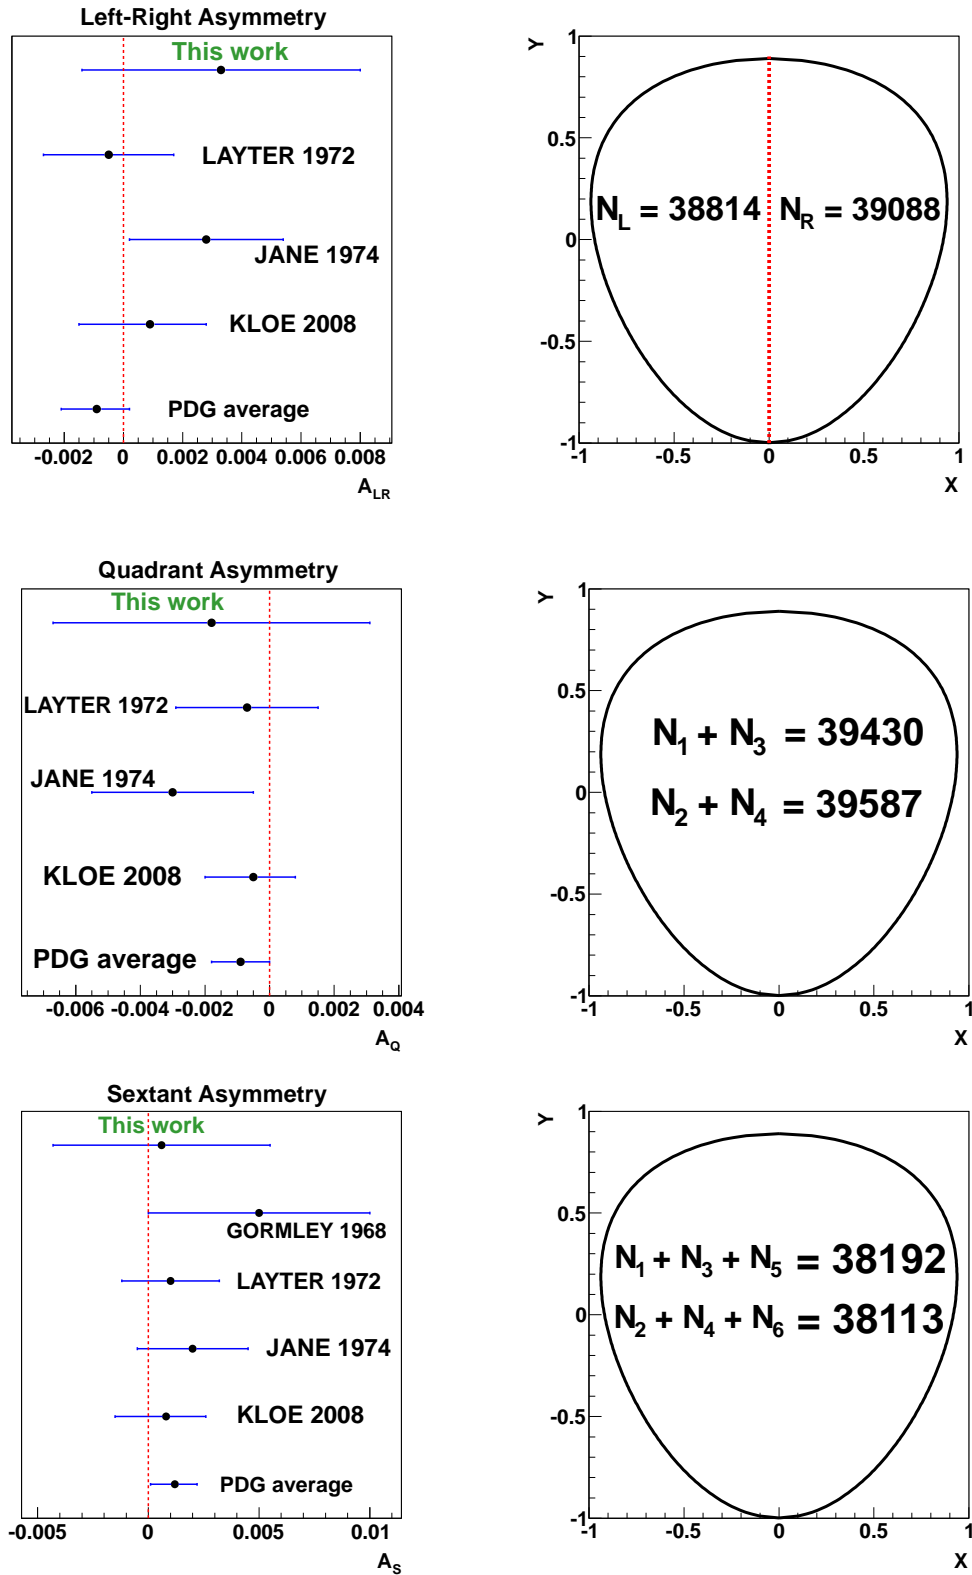 Left-Right Asymmetry
This work
LAYTER 1972
JANE 1974
KLOE 2008
PDG average
-0.002 0 0.002 0.004 0.006 0.008
A_LR
Y
1
0.5
0
-0.5
-1
N_L = 38814 N_R = 39088
-1 -0.5 0 0.5 1
X
Quadrant Asymmetry
This work
LAYTER 1972
JANE 1974
KLOE 2008
PDG average
-0.006 -0.004 -0.002 0 0.002 0.004
A_Q
Y
1
0.5
0
-0.5
-1
N_1 + N_3 = 39430
N_2 + N_4 = 39587
-1 -0.5 0 0.5 1
X
Sextant Asymmetry
This work
GORMLEY 1968
LAYTER 1972
JANE 1974
KLOE 2008
PDG average
-0.005 0 0.005 0.01
A_S
Y
1
0.5
0
-0.5
-1
N_1 + N_3 + N_5 = 38192
N_2 + N_4 + N_6 = 38113
-1 -0.5 0 0.5 1
X